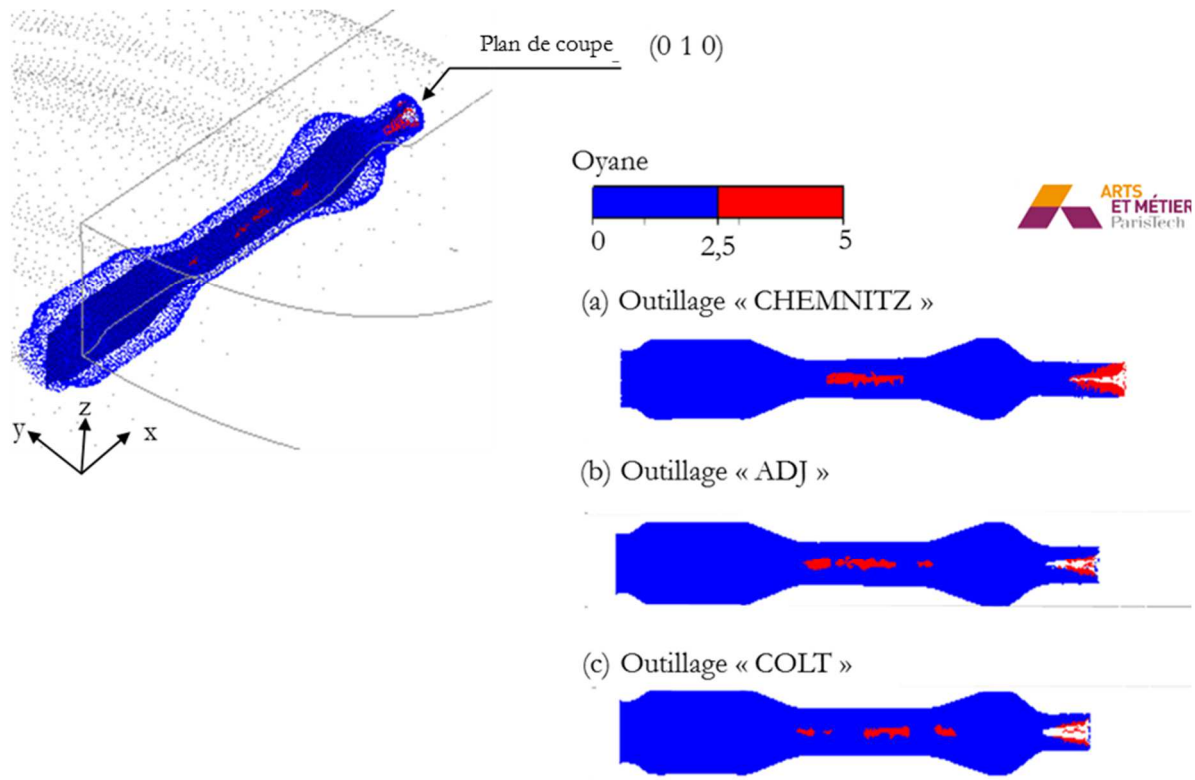 Plan de coupe (0 1 0)
Oyane
0 2,5 5
ARTS
ET MÉTIER
ParisTech
(a) Outillage « CHEMNITZ »
z
y x
(b) Outillage « ADJ »
(c) Outillage « COLT »